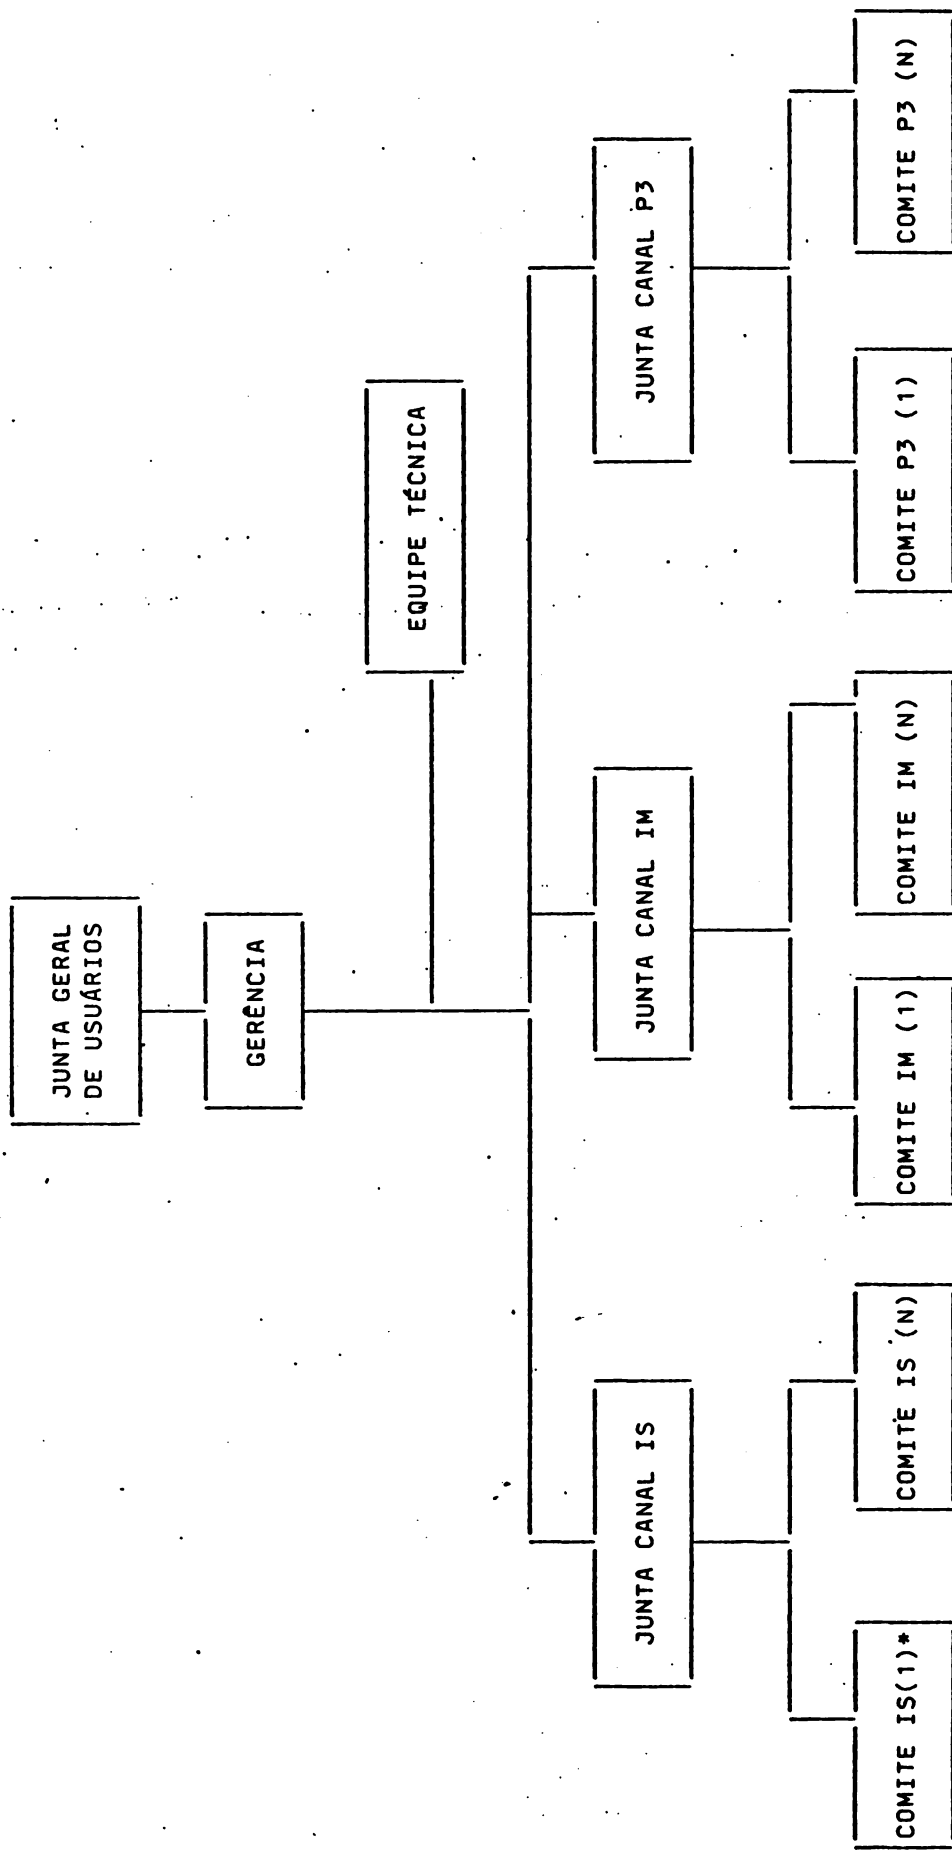 JUNTA GERAL
DE USUÁRIOS
GERÊNCIA
EQUIPE TÉCNICA
JUNTA CANAL IS
JUNTA CANAL IM
JUNTA CANAL P3
COMITE IS(1)*
COMITE IS (N)
COMITE IM (1)
COMITE IM (N)
COMITE P3 (1)
COMITE P3 (N)